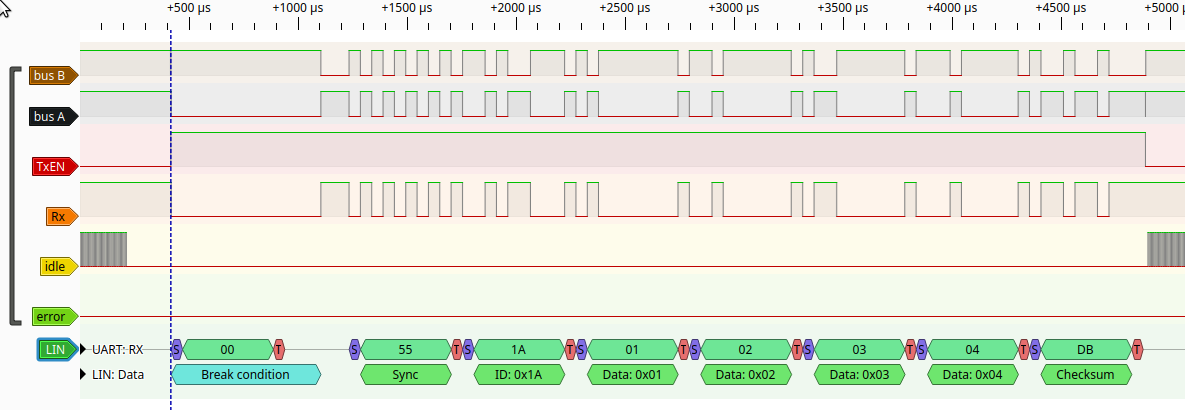 +500 µs +1000 µs +1500 µs +2000 µs +2500 µs +3000 µs +3500 µs +4000 µs +4500 µs +5000 µ
bus B
bus A
TxEN
Rx
idle
error
LIN UART: RX S 00 T S 55 T S 1A T S 01 T S 02 T S 03 T S 04 T S DB T
LIN: Data Break condition Sync ID: 0x1A Data: 0x01 Data: 0x02 Data: 0x03 Data: 0x04 Checksum